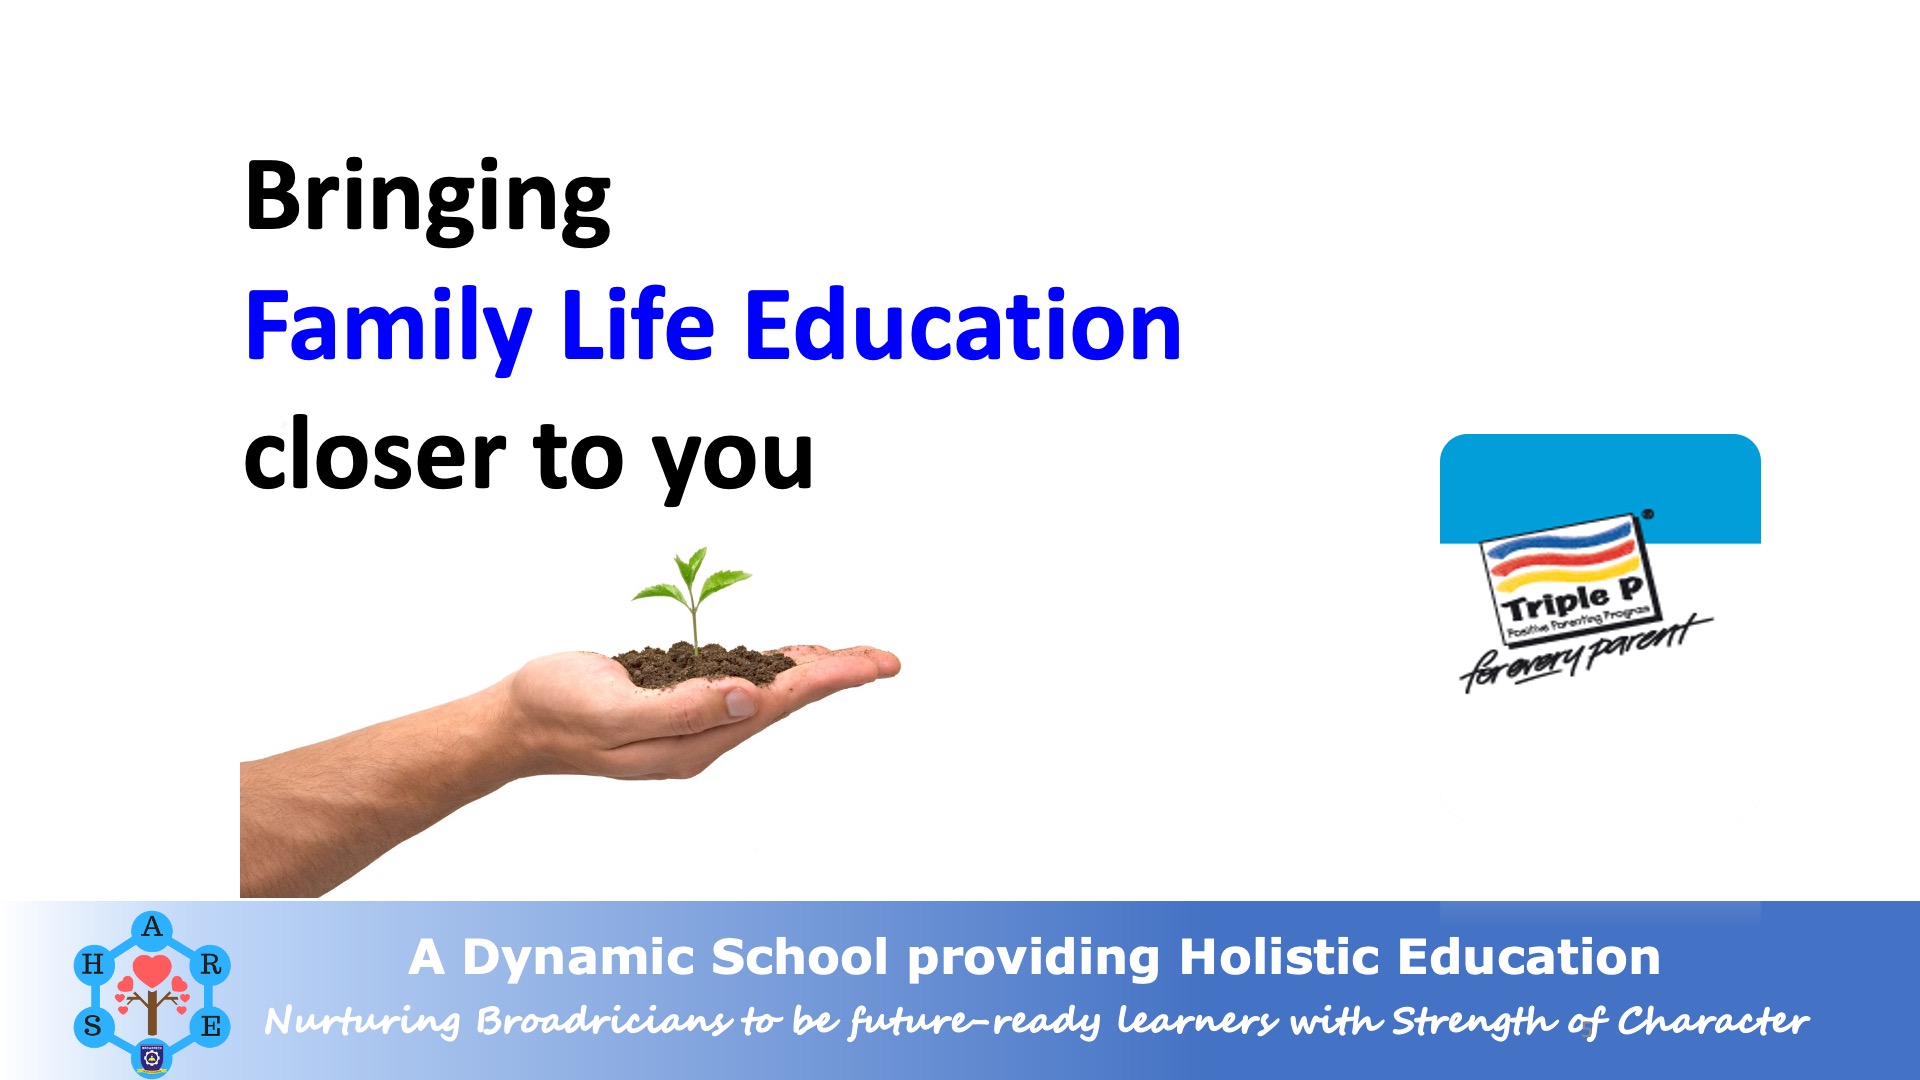 Bringing
Family Life Education
closer to you
Triple P
Positive Parenting Program
for every parent
A Dynamic School providing Holistic Education
Nurturing Broadricians to be future-ready learners with Strength of Character
S
H
A
R
E